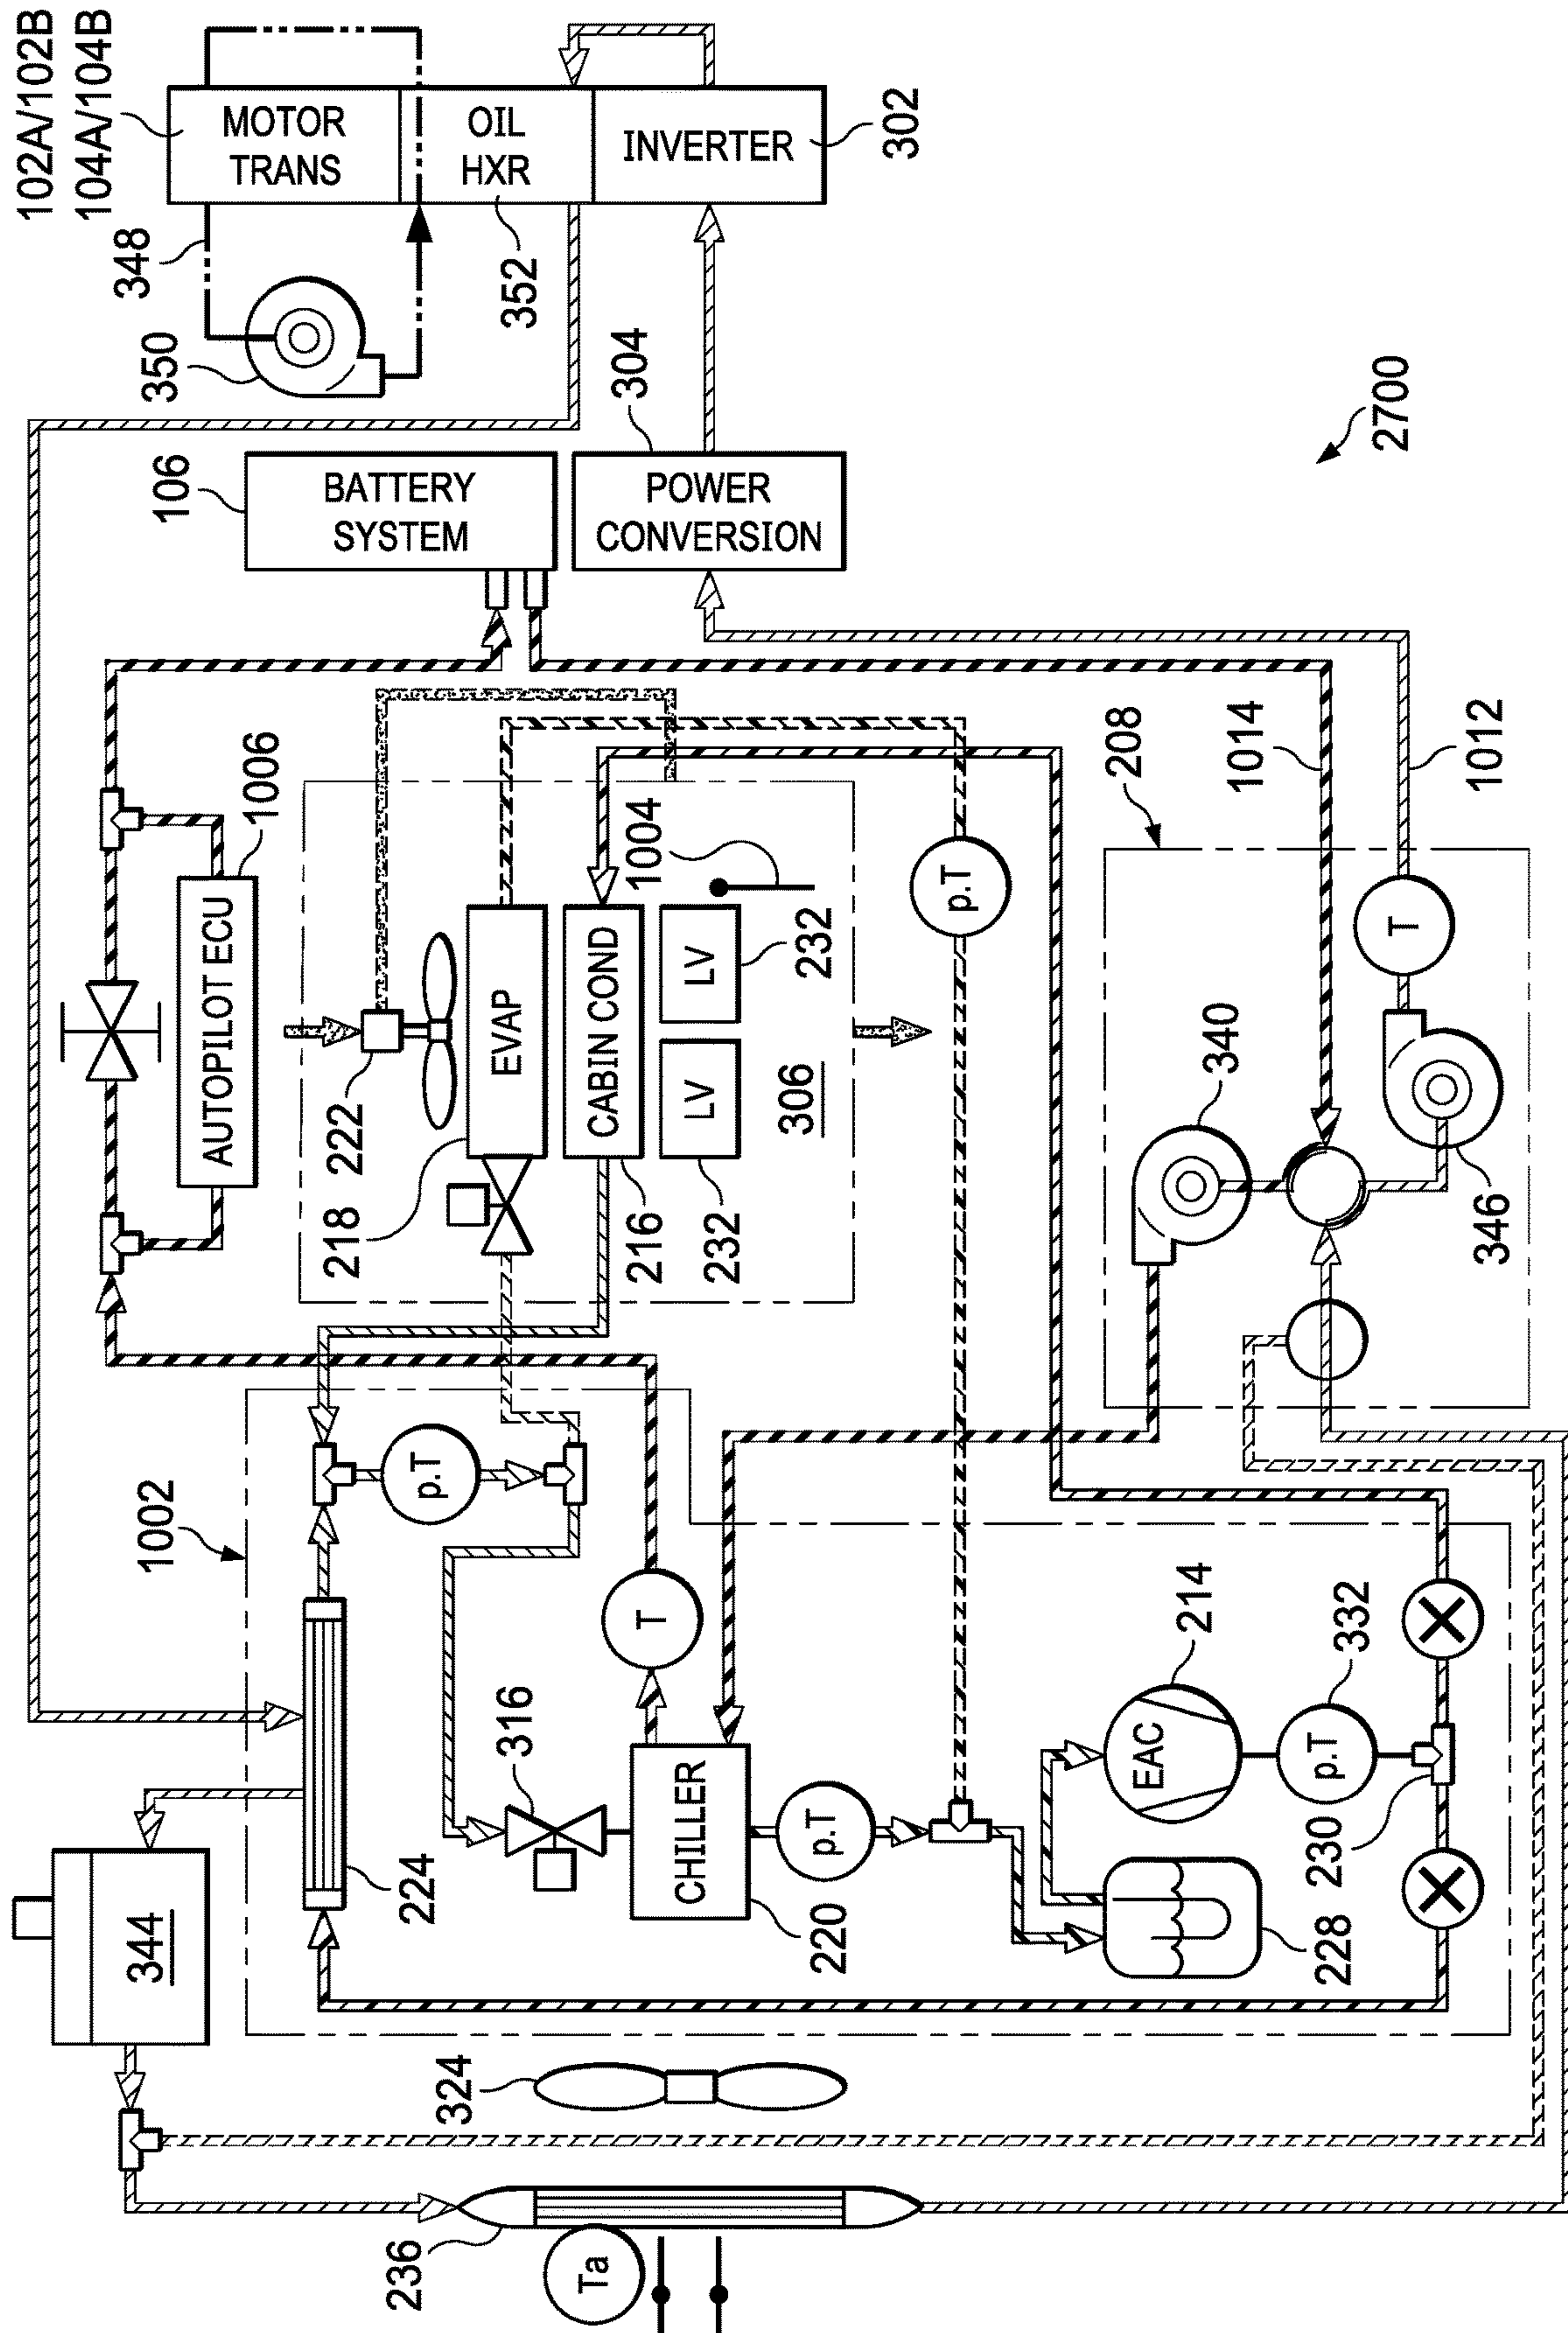 102A/102B
104A/104B
MOTOR
TRANS
OIL
HXR
INVERTER
302
348
350
352
304
106
BATTERY
SYSTEM
POWER
CONVERSION
2700
1006
AUTOPILOT ECU
222
EVAP
218
CABIN COND
216
LV
232
LV
232
306
1004
p.T
208
1014
1012
T
340
346
1002
p.T
T
224
316
CHILLER
220
p.T
EAC
214
p.T
332
230
228
344
324
236
Ta